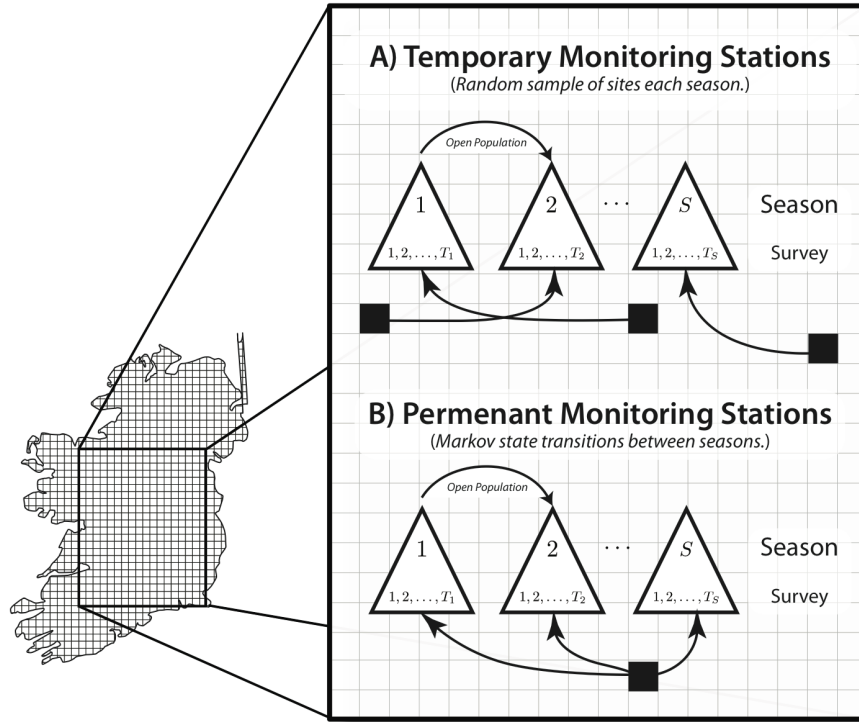 A) Temporary Monitoring Stations
(Random sample of sites each season.)
Open Population
1 2 ··· S Season
1, 2, . . . , T₁ 1, 2, . . . , T₂ 1, 2, . . . , Tₛ Survey
B) Permenant Monitoring Stations
(Markov state transitions between seasons.)
Open Population
1 2 ··· S Season
1, 2, . . . , T₁ 1, 2, . . . , T₂ 1, 2, . . . , Tₛ Survey